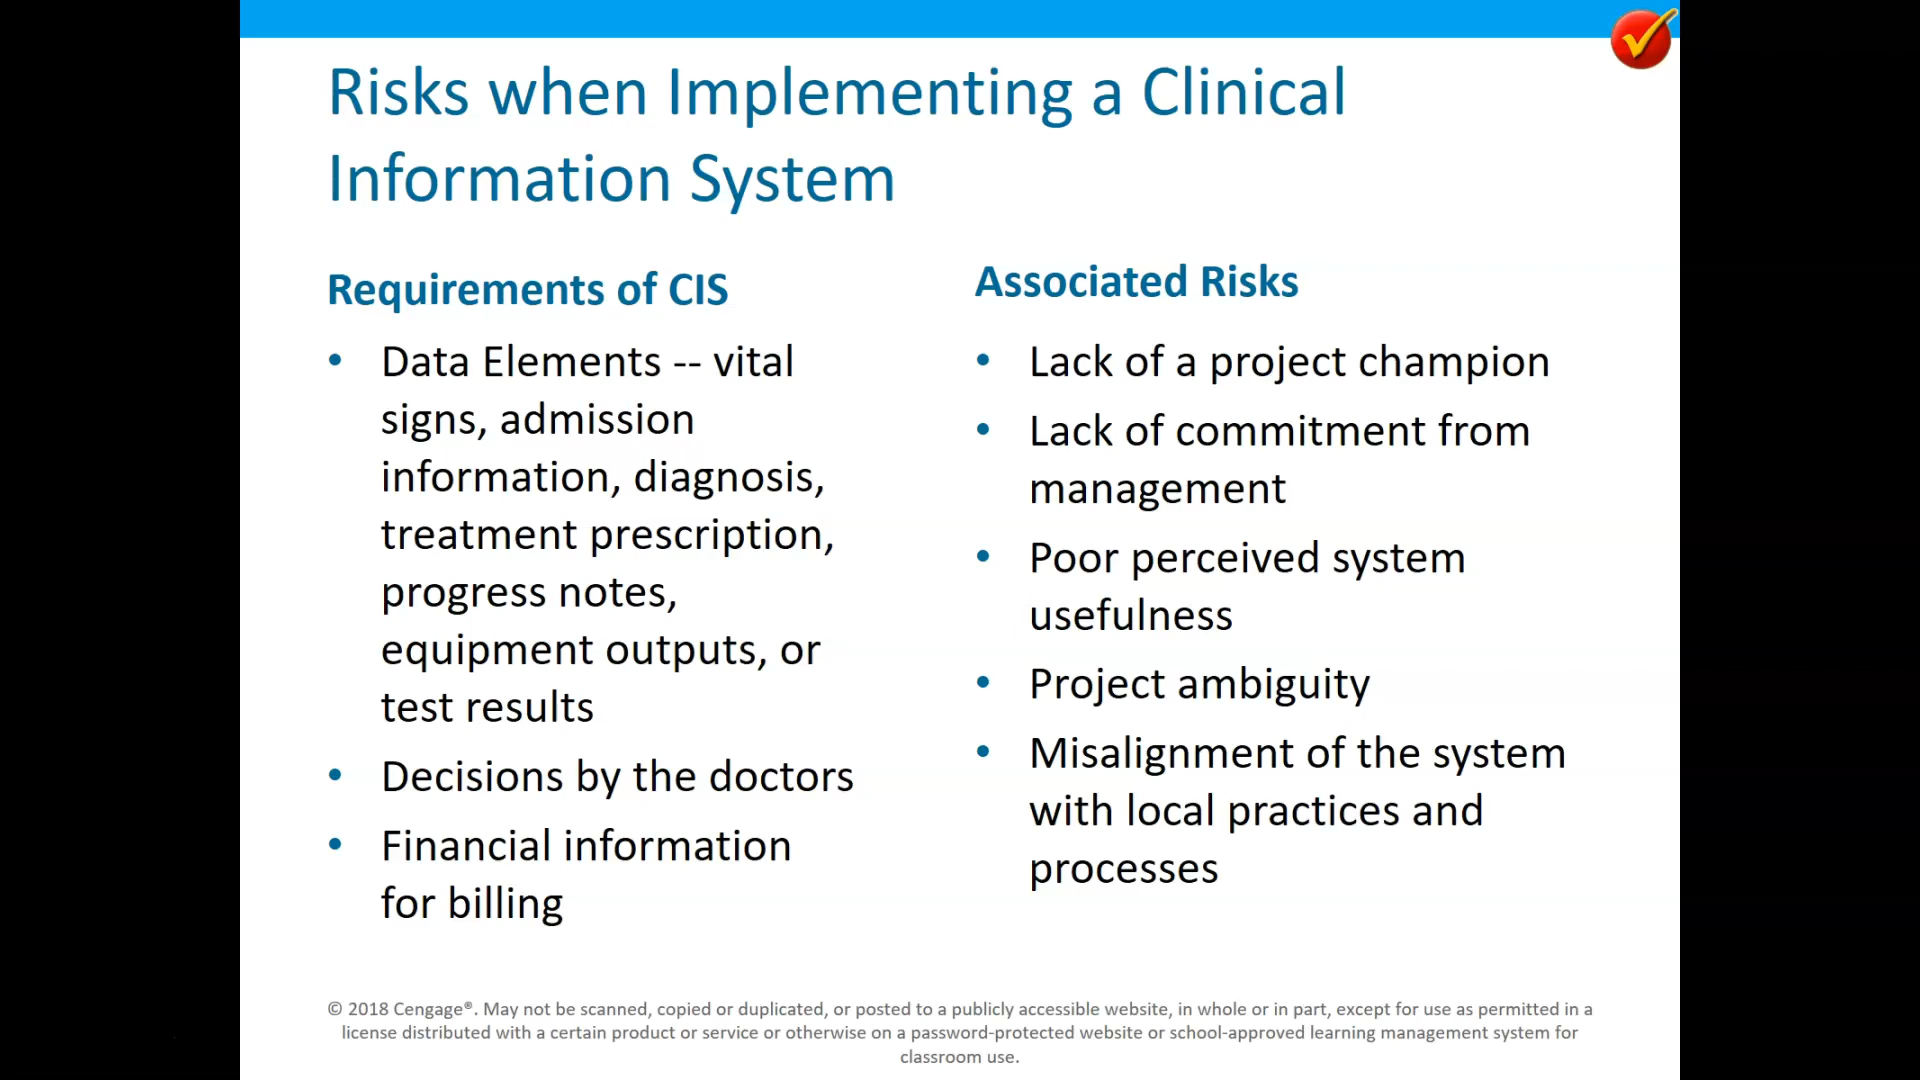 Risks when Implementing a Clinical
Information System
Requirements of CIS
• Data Elements -- vital
signs, admission
information, diagnosis,
treatment prescription,
progress notes,
equipment outputs, or
test results
• Decisions by the doctors
• Financial information
for billing
Associated Risks
• Lack of a project champion
• Lack of commitment from
management
• Poor perceived system
usefulness
• Project ambiguity
• Misalignment of the system
with local practices and
processes
© 2018 Cengage®. May not be scanned, copied or duplicated, or posted to a publicly accessible website, in whole or in part, except for use as permitted in a
license distributed with a certain product or service or otherwise on a password-protected website or school-approved learning management system for
classroom use.